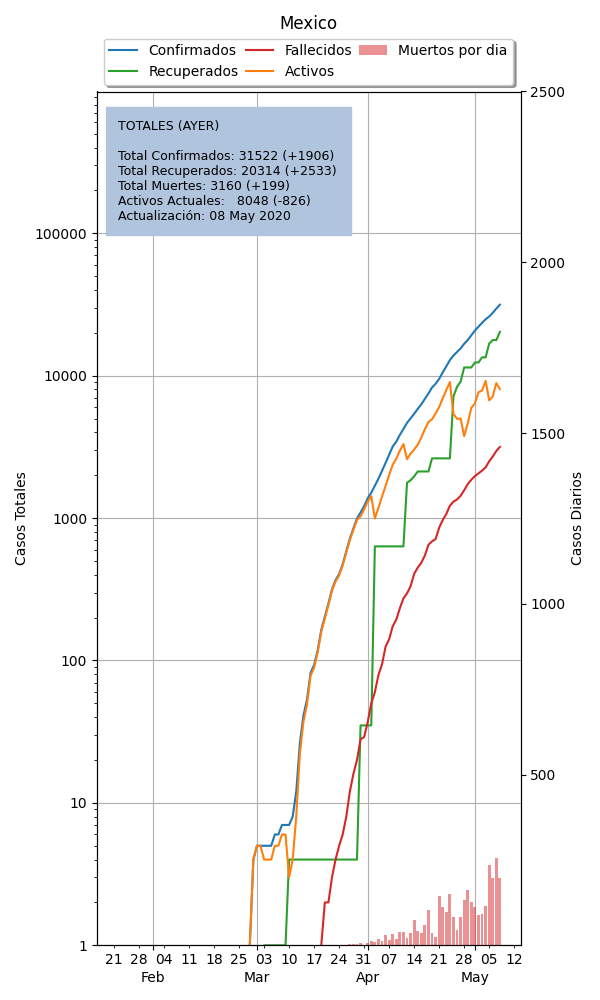 Mexico
Confirmados
Recuperados
Fallecidos
Activos
Muertos por dia
TOTALES (AYER)
Total Confirmados: 31522 (+1906)
Total Recuperados: 20314 (+2533)
Total Muertes: 3160 (+199)
Activos Actuales: 8048 (-826)
Actualización: 08 May 2020
Casos Totales
100000
10000
1000
100
10
1
2500
2000
1500
1000
500
Casos Diarios
21 28 04 11 18 25 03 10 17 24 31 07 14 21 28 05 12
Feb Mar Apr May